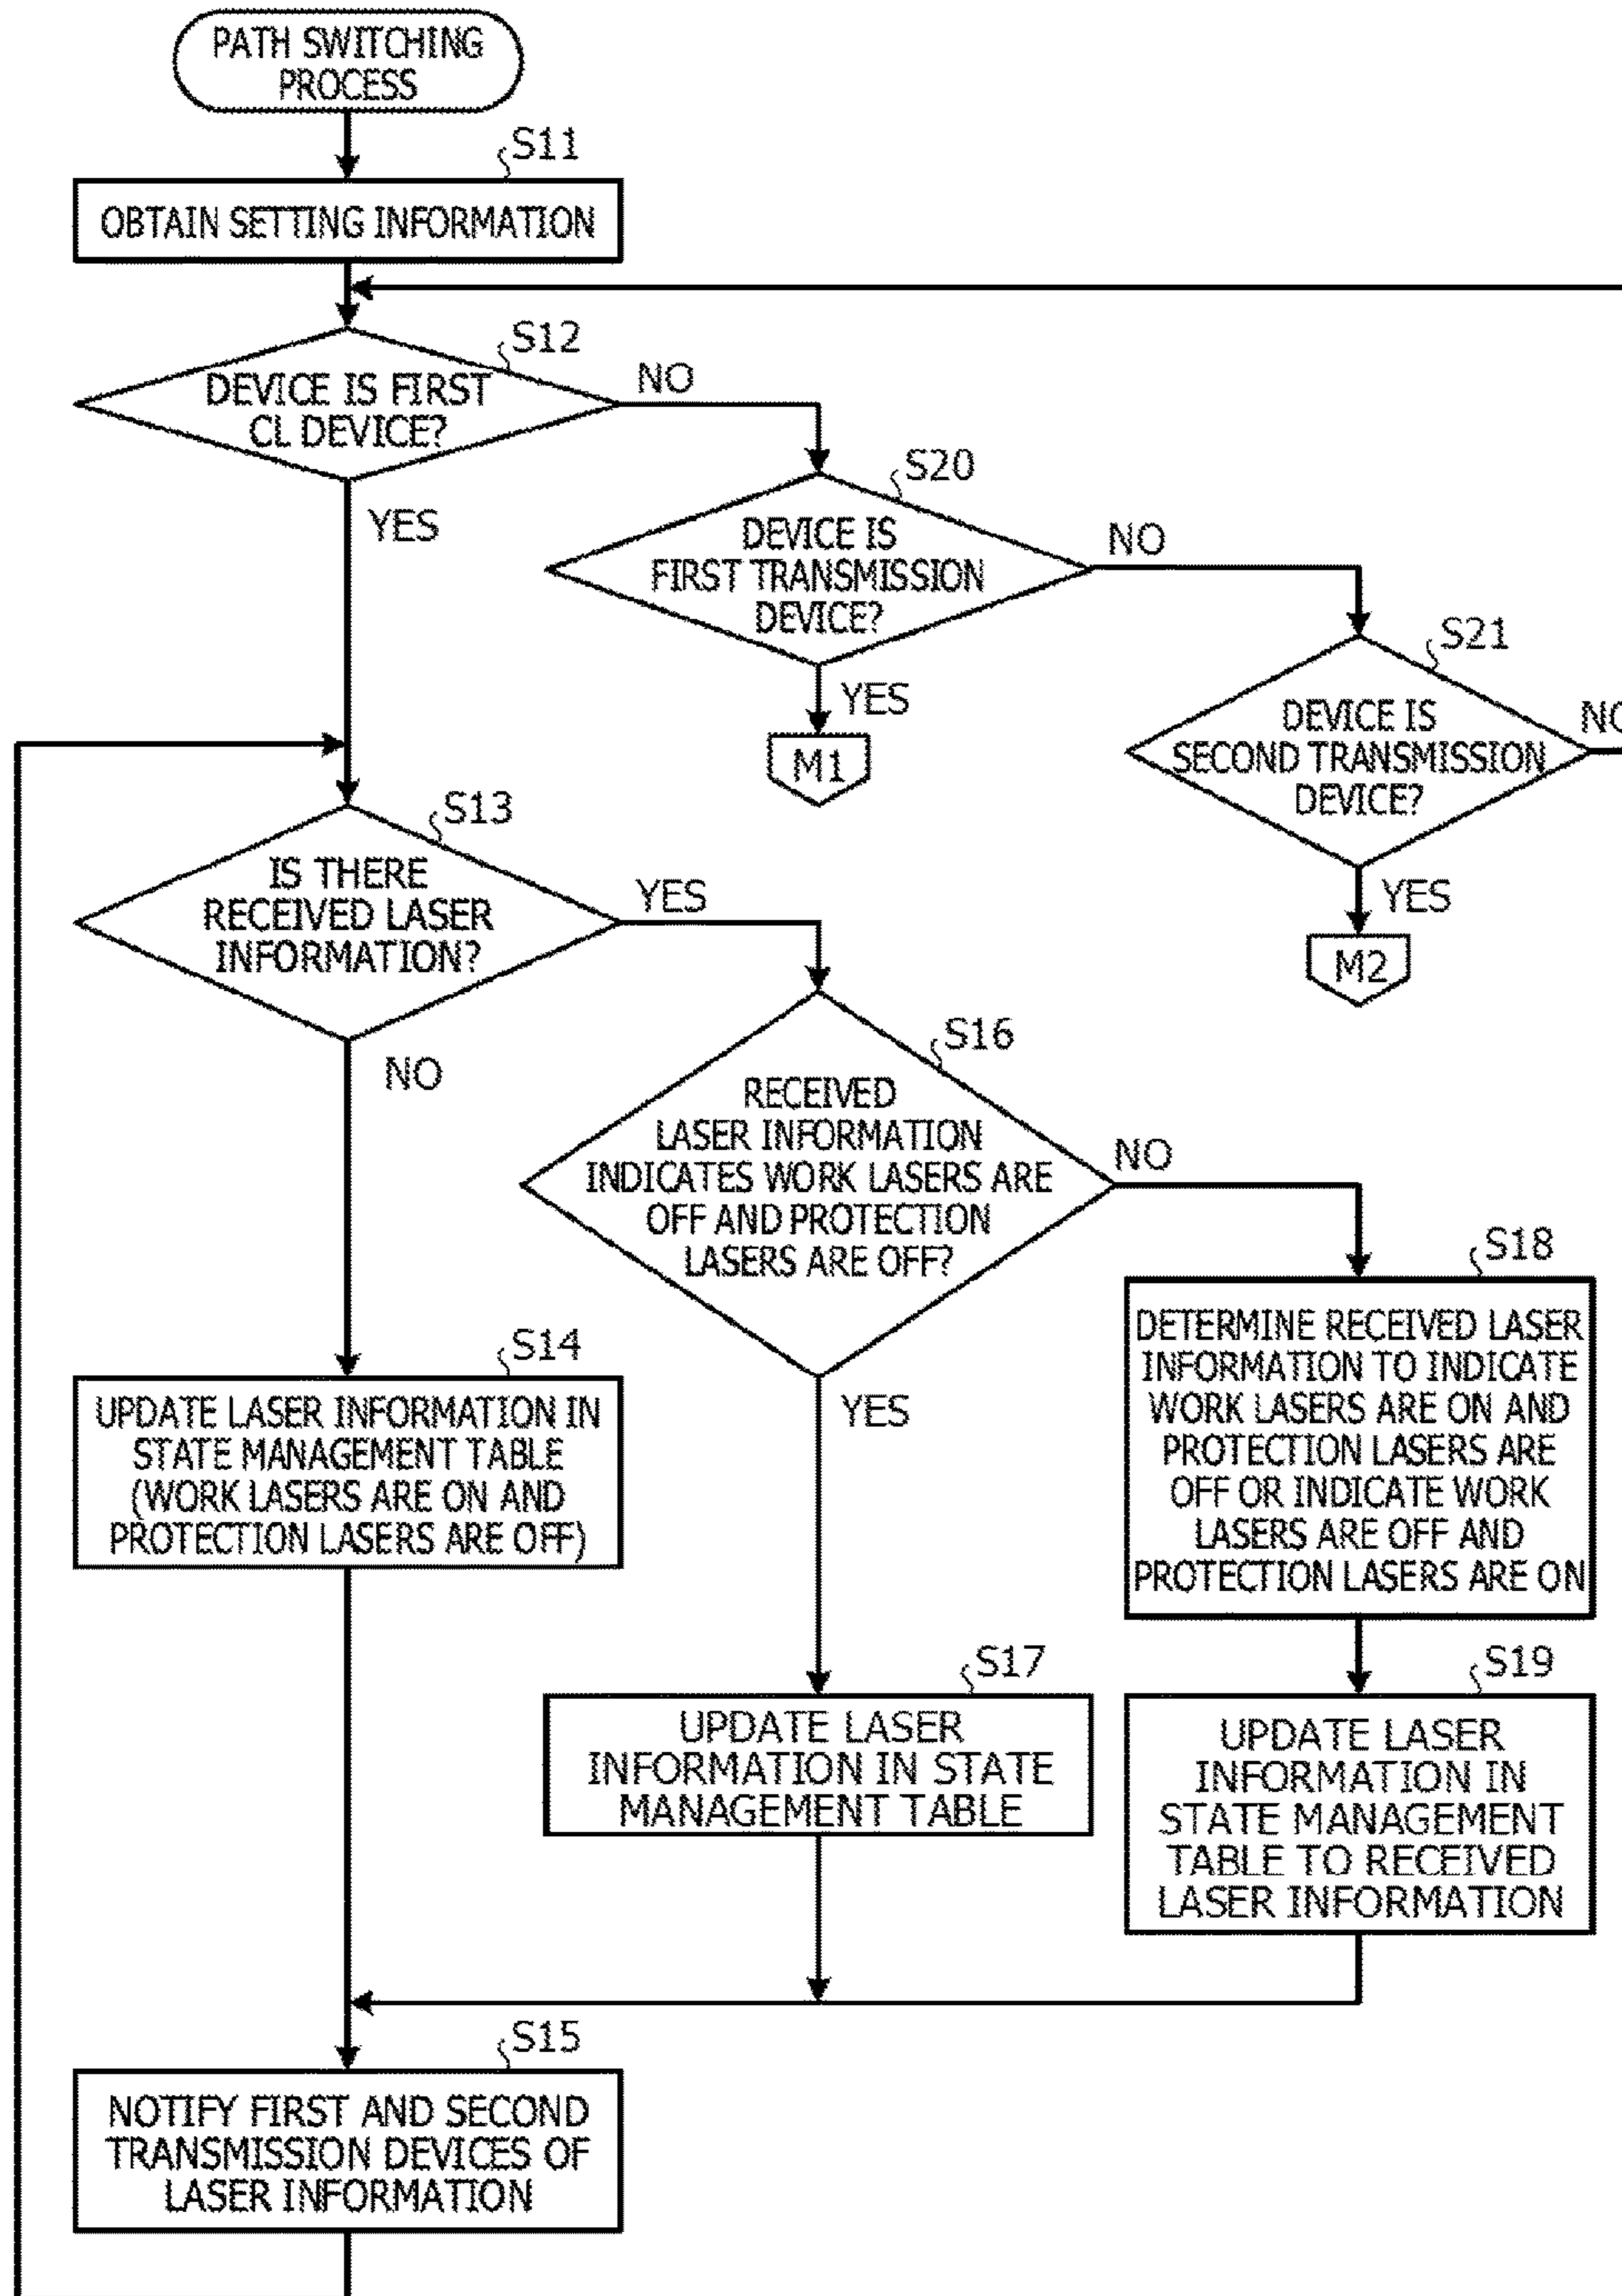 PATH SWITCHING
PROCESS
S11
OBTAIN SETTING INFORMATION
S12
DEVICE IS FIRST
CL DEVICE?
NO
YES
S20
DEVICE IS
FIRST TRANSMISSION
DEVICE?
NO
YES
M1
S21
DEVICE IS
SECOND TRANSMISSION
DEVICE?
NO
YES
M2
S13
IS THERE
RECEIVED LASER
INFORMATION?
YES
NO
S16
RECEIVED
LASER INFORMATION
INDICATES WORK LASERS ARE
OFF AND PROTECTION
LASERS ARE OFF?
NO
YES
S18
DETERMINE RECEIVED LASER
INFORMATION TO INDICATE
WORK LASERS ARE ON AND
PROTECTION LASERS ARE
OFF OR INDICATE WORK
LASERS ARE OFF AND
PROTECTION LASERS ARE ON
S14
UPDATE LASER INFORMATION IN
STATE MANAGEMENT TABLE
(WORK LASERS ARE ON AND
PROTECTION LASERS ARE OFF)
S17
UPDATE LASER
INFORMATION IN STATE
MANAGEMENT TABLE
S19
UPDATE LASER
INFORMATION IN
STATE MANAGEMENT
TABLE TO RECEIVED
LASER INFORMATION
S15
NOTIFY FIRST AND SECOND
TRANSMISSION DEVICES OF
LASER INFORMATION